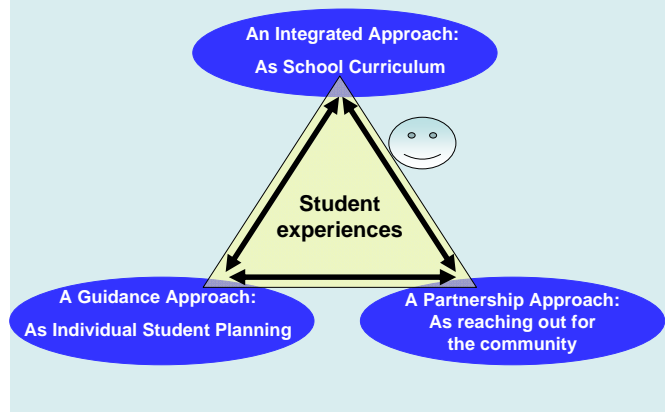 An Integrated Approach:
As School Curriculum
Student
experiences
A Guidance Approach:
As Individual Student Planning
A Partnership Approach:
As reaching out for
the community